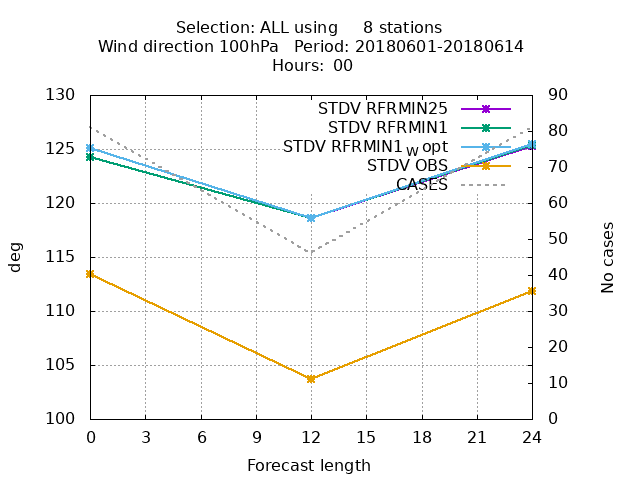 Selection: ALL using     8 stations
Wind direction 100hPa   Period: 20180601-20180614
Hours:  00
130
125
120
115
110
105
100
deg
90
80
70
60
50
40
30
20
10
0
No cases
STDV RFRMIN25
STDV RFRMIN1
STDV RFRMIN1_W opt
STDV OBS
CASES
0 3 6 9 12 15 18 21 24
Forecast length